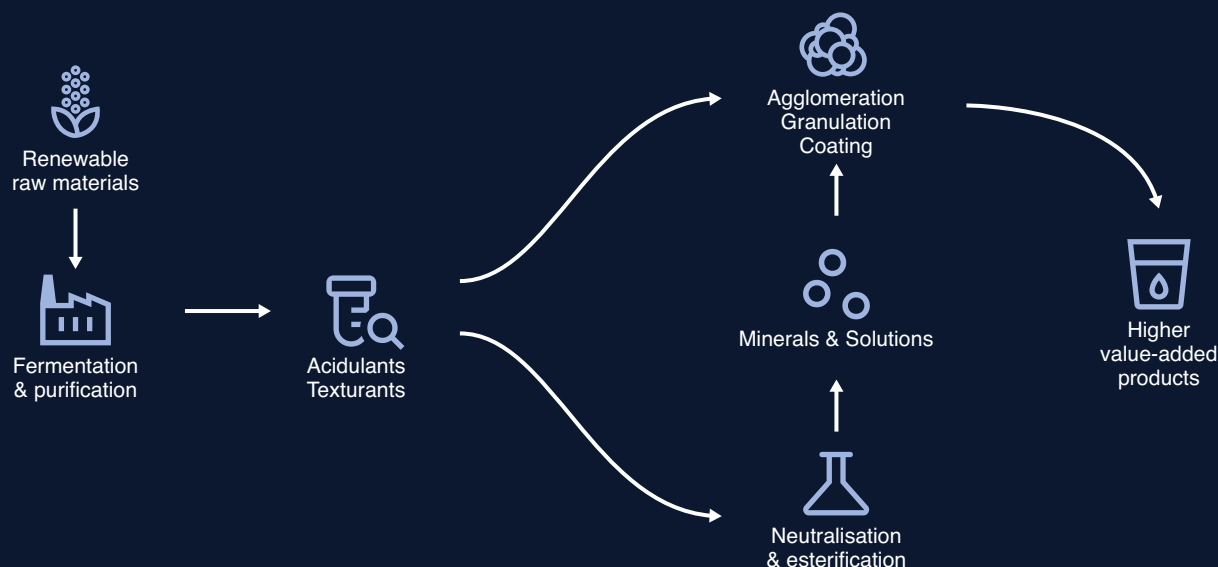 Renewable
raw materials
Fermentation
& purification
Acidulants
Texturants
Agglomeration
Granulation
Coating
Minerals & Solutions
Neutralisation
& esterification
Higher
value-added
products